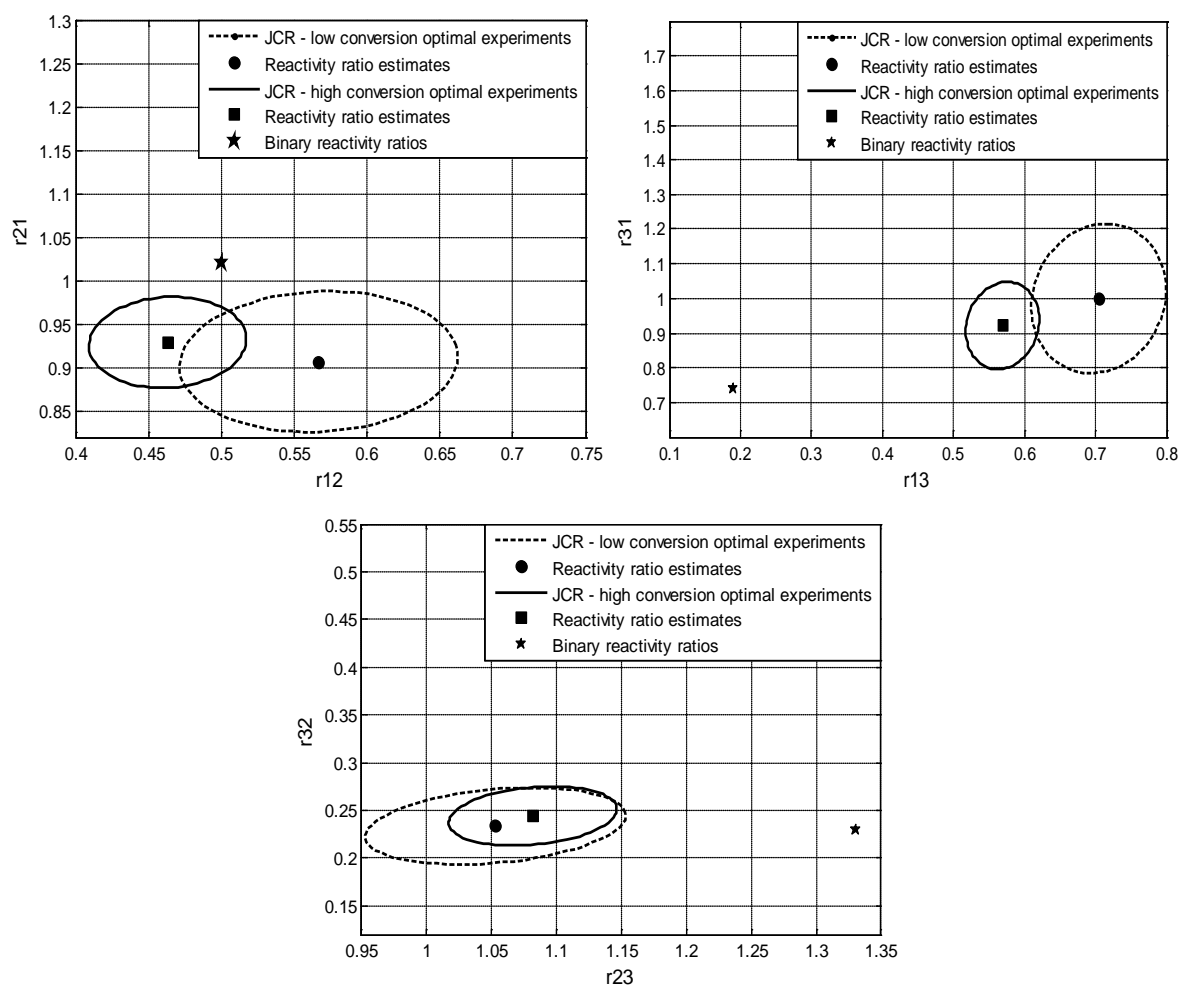 1.3
1.25
1.2
1.15
1.1
1.05
1
0.95
0.9
0.85
r21
0.4 0.45 0.5 0.55 0.6 0.65 0.7 0.75
r12
JCR - low conversion optimal experiments
Reactivity ratio estimates
JCR - high conversion optimal experiments
Reactivity ratio estimates
Binary reactivity ratios
1.7
1.6
1.5
1.4
1.3
1.2
1.1
1
0.9
0.8
0.7
r31
0.1 0.2 0.3 0.4 0.5 0.6 0.7 0.8
r13
JCR - low conversion optimal experiments
Reactivity ratio estimates
JCR - high conversion optimal experiments
Reactivity ratio estimates
Binary reactivity ratios
0.55
0.5
0.45
0.4
0.35
0.3
0.25
0.2
0.15
r32
0.95 1 1.05 1.1 1.15 1.2 1.25 1.3 1.35
r23
JCR - low conversion optimal experiments
Reactivity ratio estimates
JCR - high conversion optimal experiments
Reactivity ratio estimates
Binary reactivity ratios